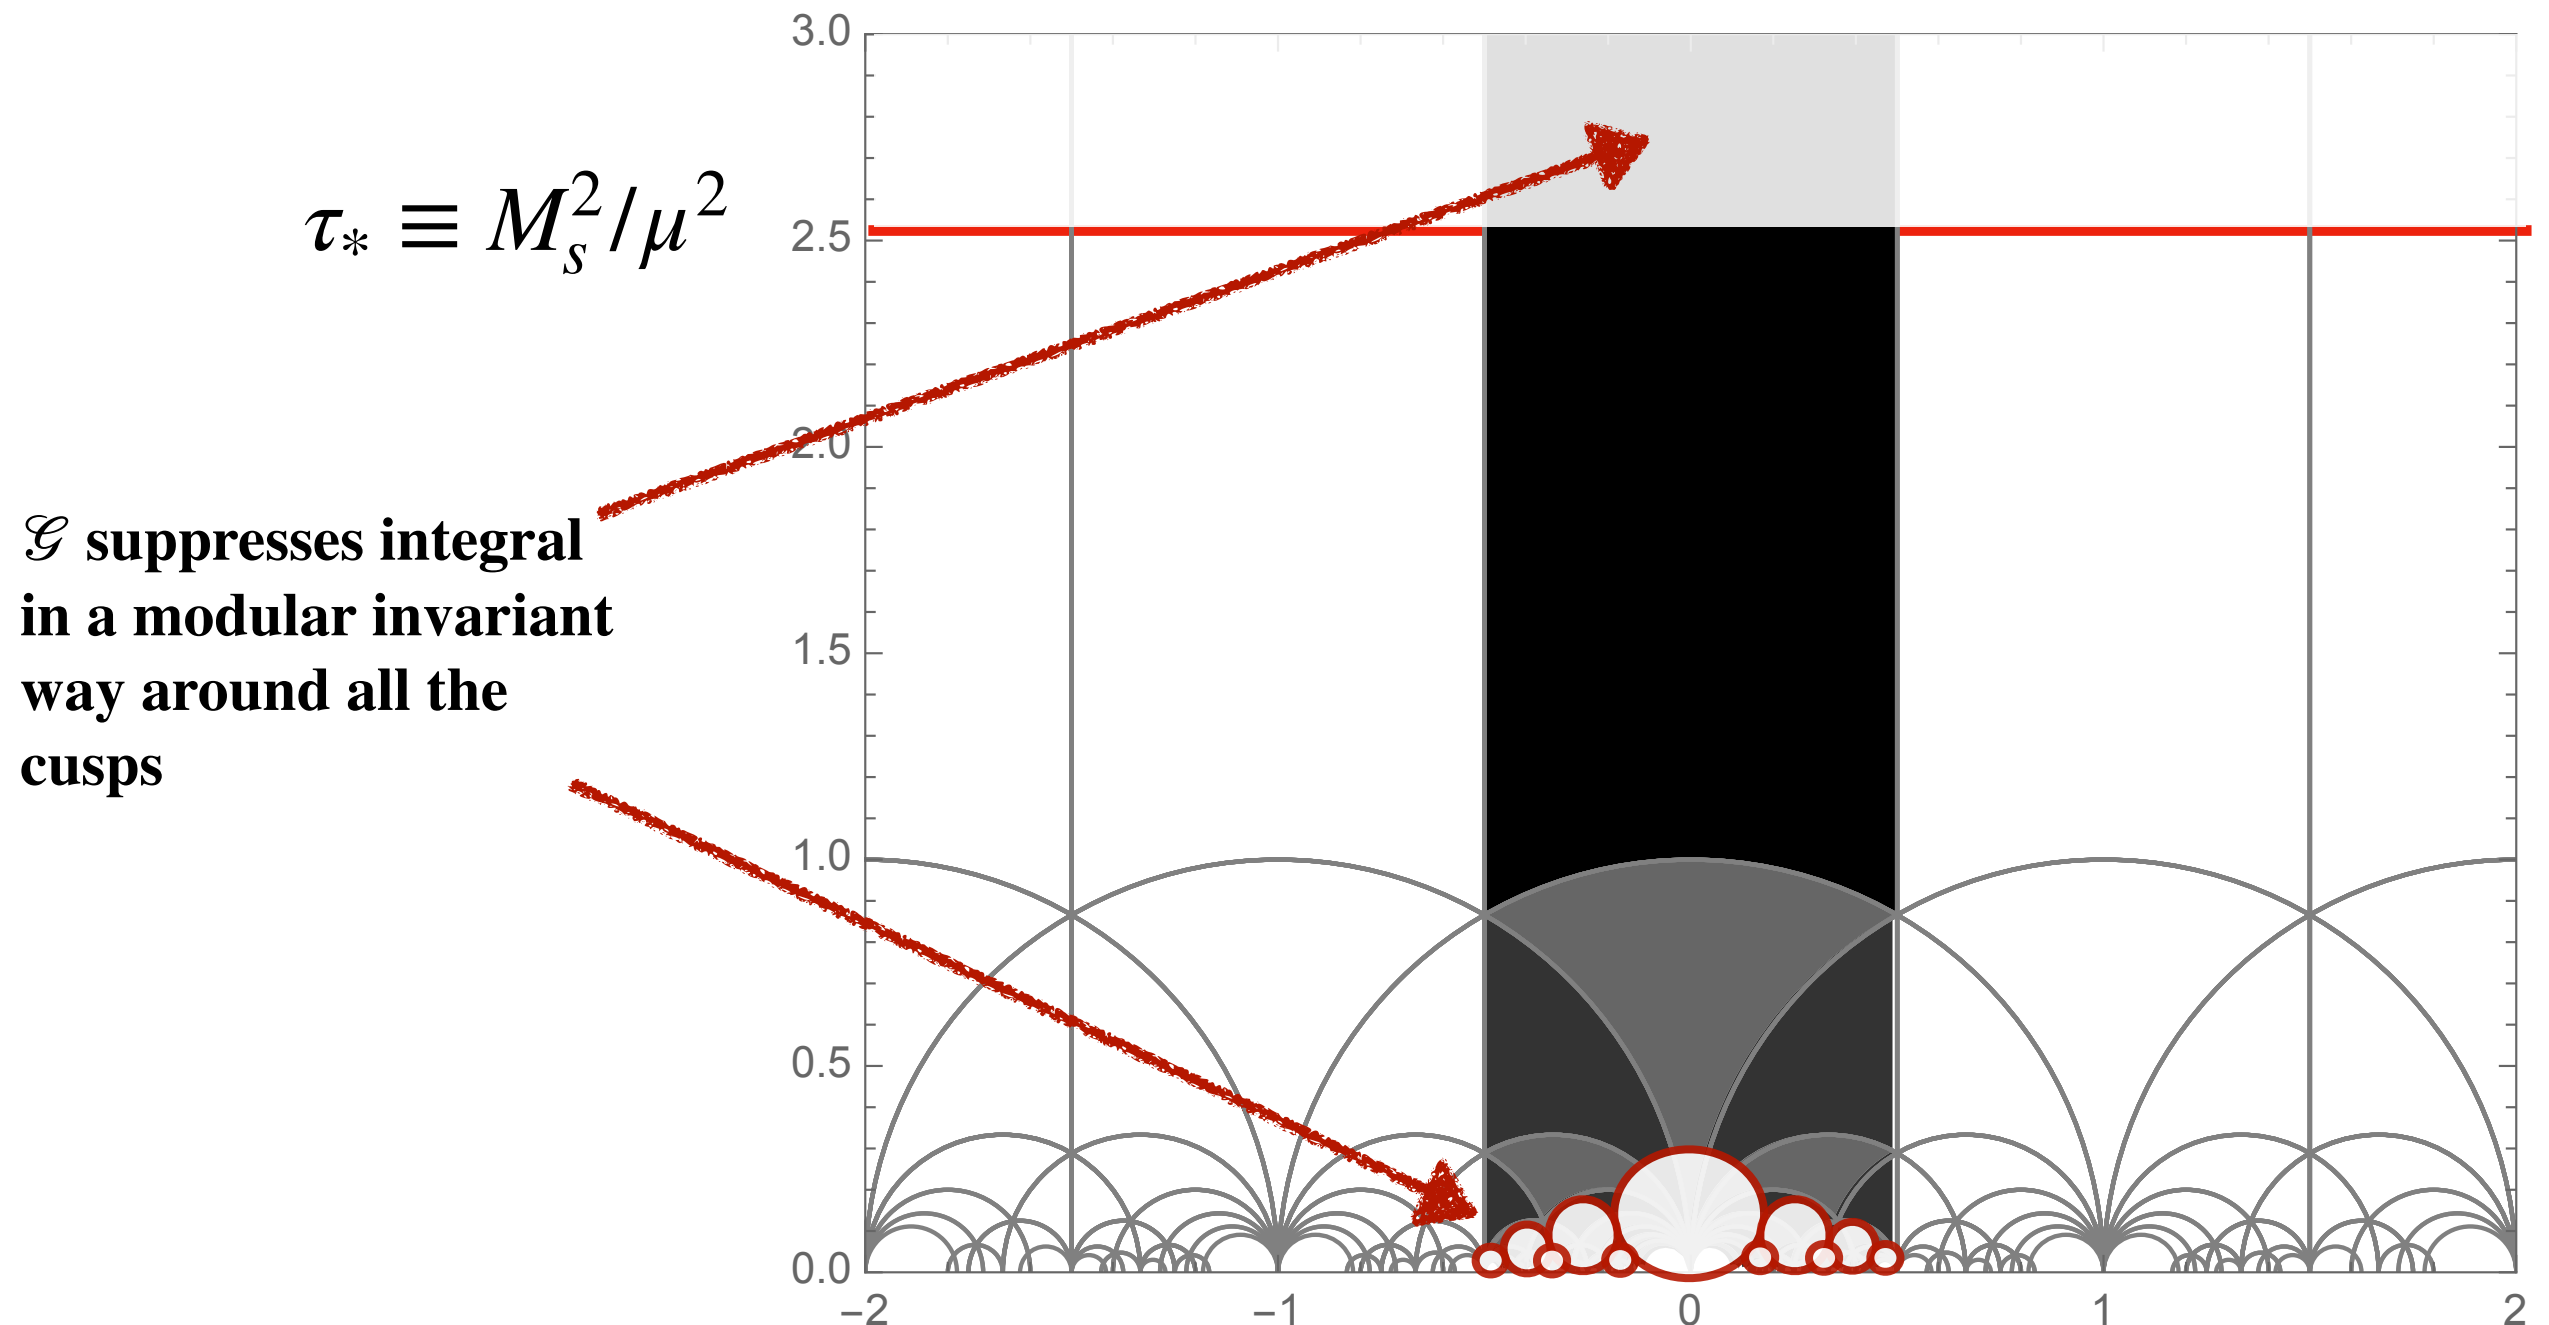 3.0
τ* ≡ M_s^2/μ^2
2.5
2.0
𝒢 suppresses integral
in a modular invariant
way around all the
cusps
1.5
1.0
0.5
0.0
−2 −1 0 1 2